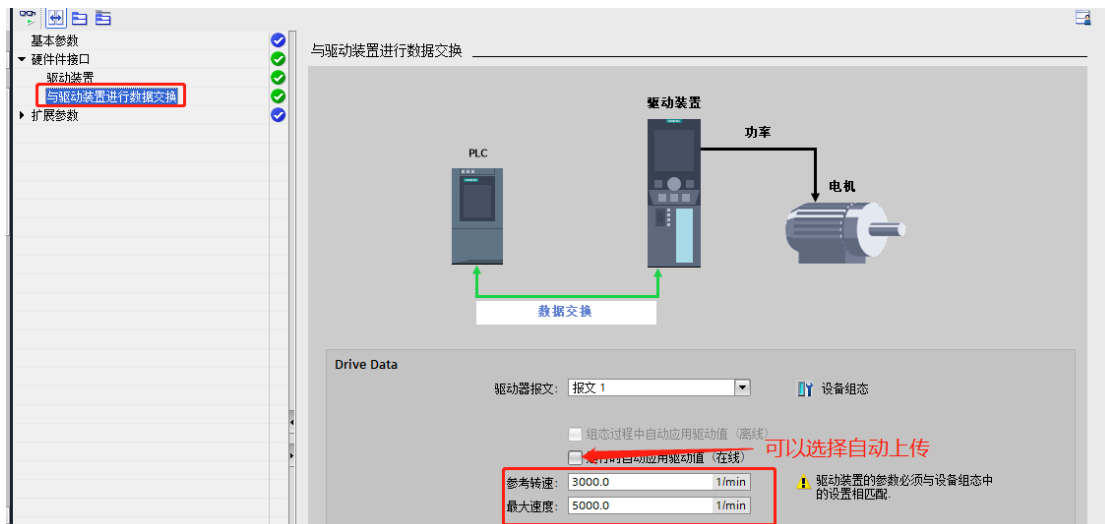 基本参数
硬件件接口
驱动装置
与驱动装置进行数据交换
扩展参数
与驱动装置进行数据交换
驱动装置
功率
PLC
电机
数据交换
Drive Data
驱动器报文: 报文 1
设备组态
组态过程中自动应用驱动值 (离线)
可以选择自动上传
运行时自动应用驱动值 (在线)
参考转速: 3000.0 1/min
最大速度: 5000.0 1/min
驱动装置的参数必须与设备组态中
的设置相匹配.